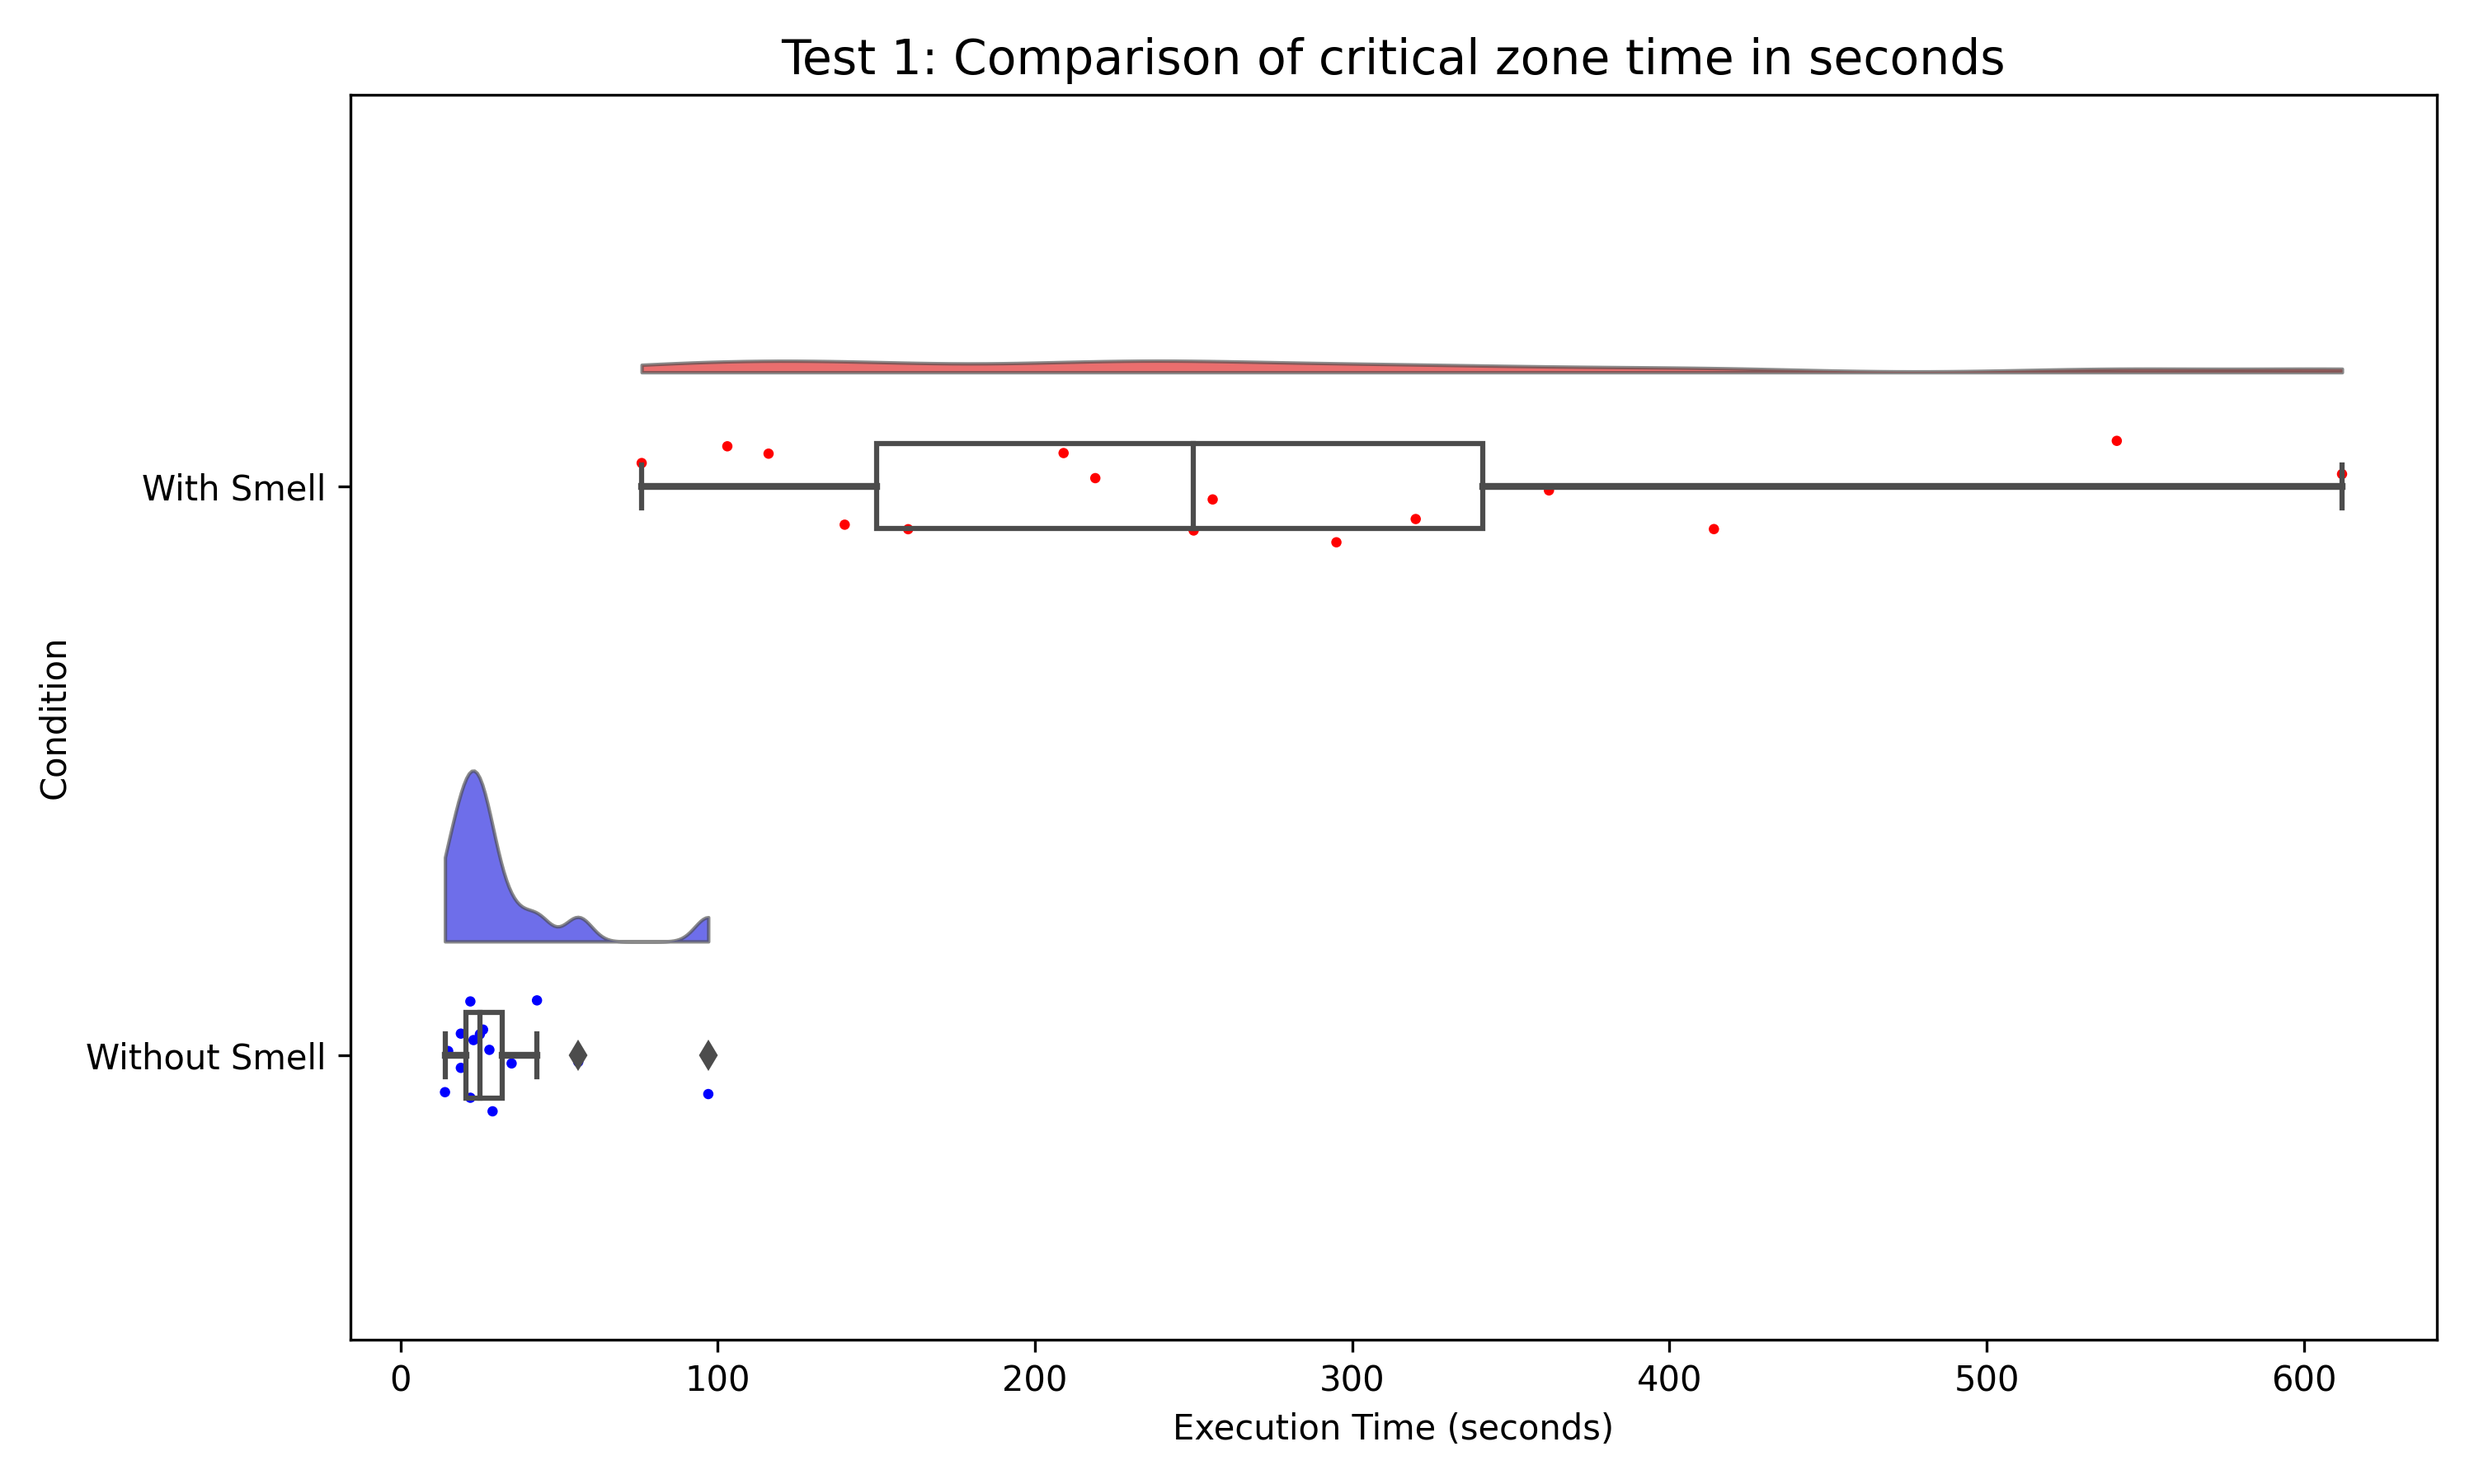 Test 1: Comparison of critical zone time in seconds
With Smell
Condition
Without Smell
0 100 200 300 400 500 600
Execution Time (seconds)